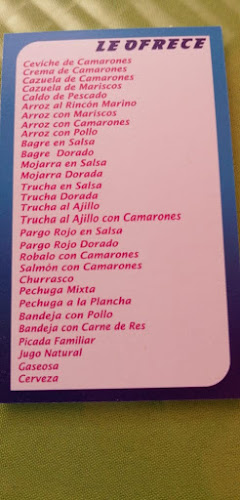 LE OFRECE
Ceviche de Camarones
Crema de Camarones
Cazuela de Camarones
Cazuela de Mariscos
Caldo de Pescado
Arroz al Rincón Marino
Arroz con Mariscos
Arroz con Camarones
Arroz con Pollo
Bagre en Salsa
Bagre Dorado
Mojarra en Salsa
Mojarra Dorada
Trucha en Salsa
Trucha Dorada
Trucha al Ajillo
Trucha al Ajillo con Camarones
Pargo Rojo en Salsa
Pargo Rojo Dorado
Robalo con Camarones
Salmón con Camarones
Churrasco
Pechuga Mixta
Pechuga a la Plancha
Bandeja con Pollo
Bandeja con Carne de Res
Picada Familiar
Jugo Natural
Gaseosa
Cerveza